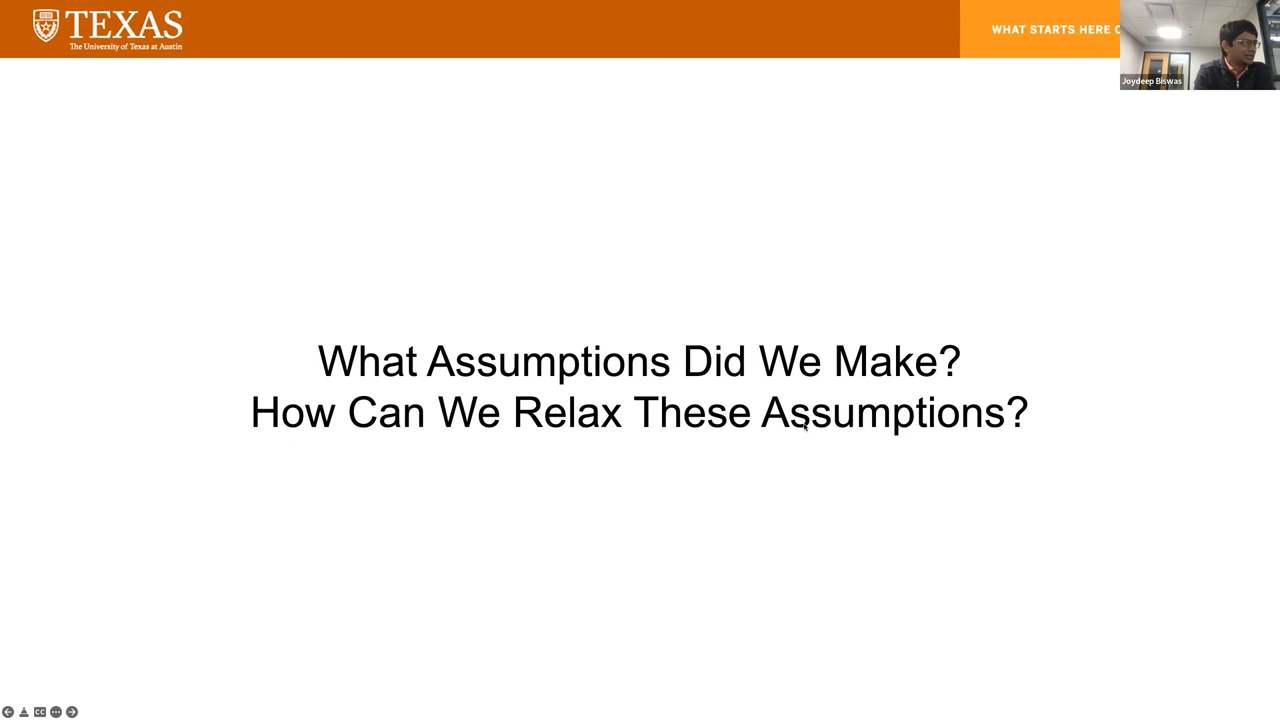 TEXAS
The University of Texas at Austin
WHAT STARTS HERE
Joydeep Biswas
What Assumptions Did We Make?
How Can We Relax These Assumptions?
CC